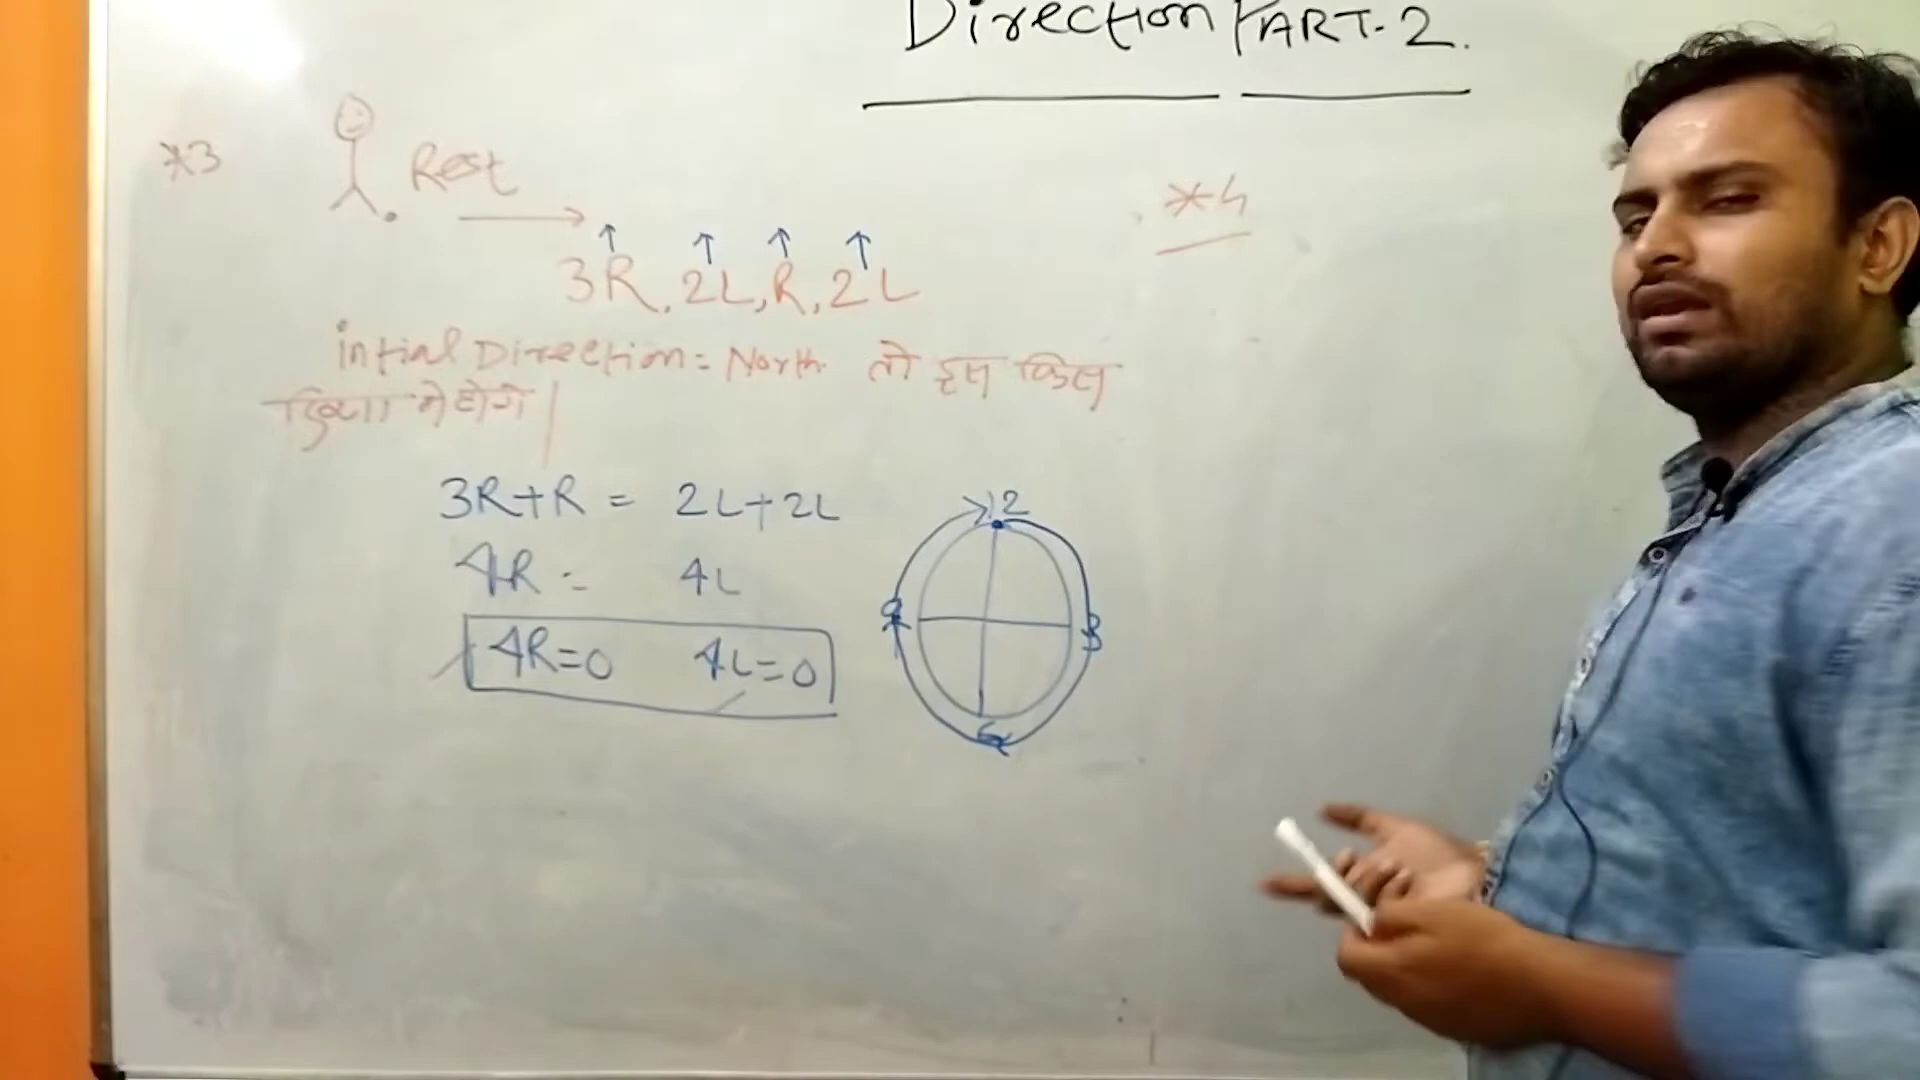 Direction PART-2.
*3
Rest
*4
3R, 2L, R, 2L
intial Direction = North तो हम किस
दिशा में होंगे |
3R+R = 2L+2L
4R = 4L
4R=0 4L=0
12
9
3
6